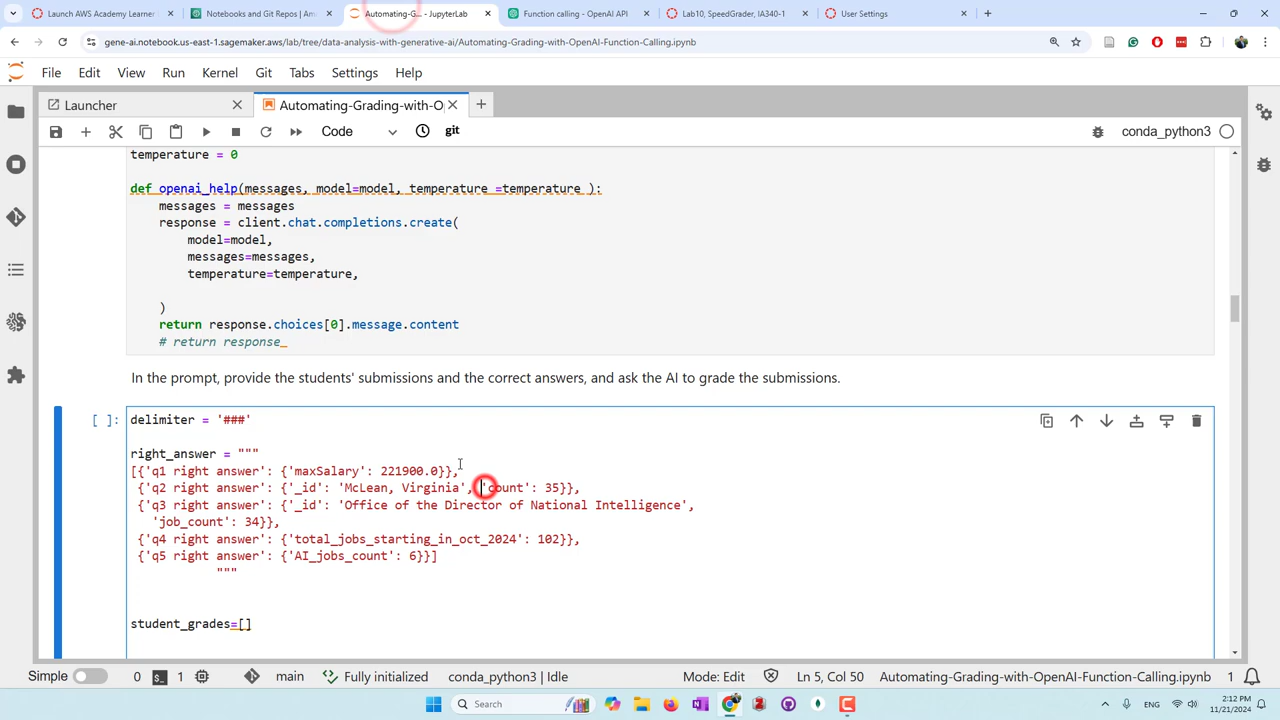 Launch AWS Academy Learner
Notebooks and Git Repos | Am
Automating-G... - JupyterLab
Function calling - OpenAI API
Lab10, SpeedGrader, IA340-1
User Settings
gene-ai.notebook.us-east-1.sagemaker.aws/lab/tree/data-analysis-with-generative-ai/Automating-Grading-with-OpenAI-Function-Calling.ipynb
File Edit View Run Kernel Git Tabs Settings Help
Launcher
Automating-Grading-with-O
Code
git
conda_python3
temperature = 0
def openai_help(messages, model=model, temperature =temperature ):
messages = messages
response = client.chat.completions.create(
model=model,
messages=messages,
temperature=temperature,
)
return response.choices[0].message.content
# return response_
In the prompt, provide the students' submissions and the correct answers, and ask the AI to grade the submissions.
[ ]:
delimiter = '###'
right_answer = """
[{'q1 right answer': {'maxSalary': 221900.0}},
{'q2 right answer': {'_id': 'McLean, Virginia', 'count': 35}},
{'q3 right answer': {'_id': 'Office of the Director of National Intelligence',
'job_count': 34}},
{'q4 right answer': {'total_jobs_starting_in_oct_2024': 102}},
{'q5 right answer': {'AI_jobs_count': 6}}]
"""
student_grades=[]
Simple 0 1 main Fully initialized conda_python3 | Idle Mode: Edit Ln 5, Col 50 Automating-Grading-with-OpenAI-Function-Calling.ipynb 1
Search
ENG
2:12 PM
11/21/2024